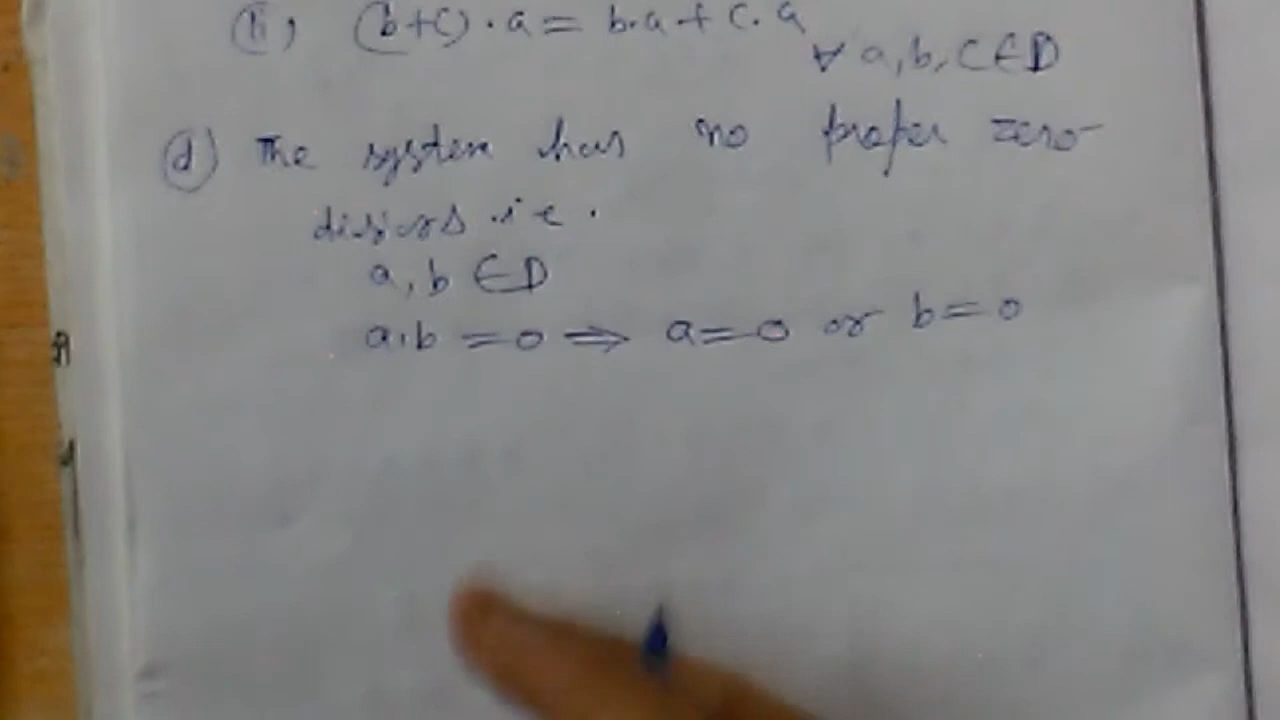 (ii) (b+c)·a = b·a + c·a
∀ a, b, c ∈ D
(d) The system has no proper zero-
divisors i.e.
a, b ∈ D
a·b = 0 ⇒ a = 0 or b = 0